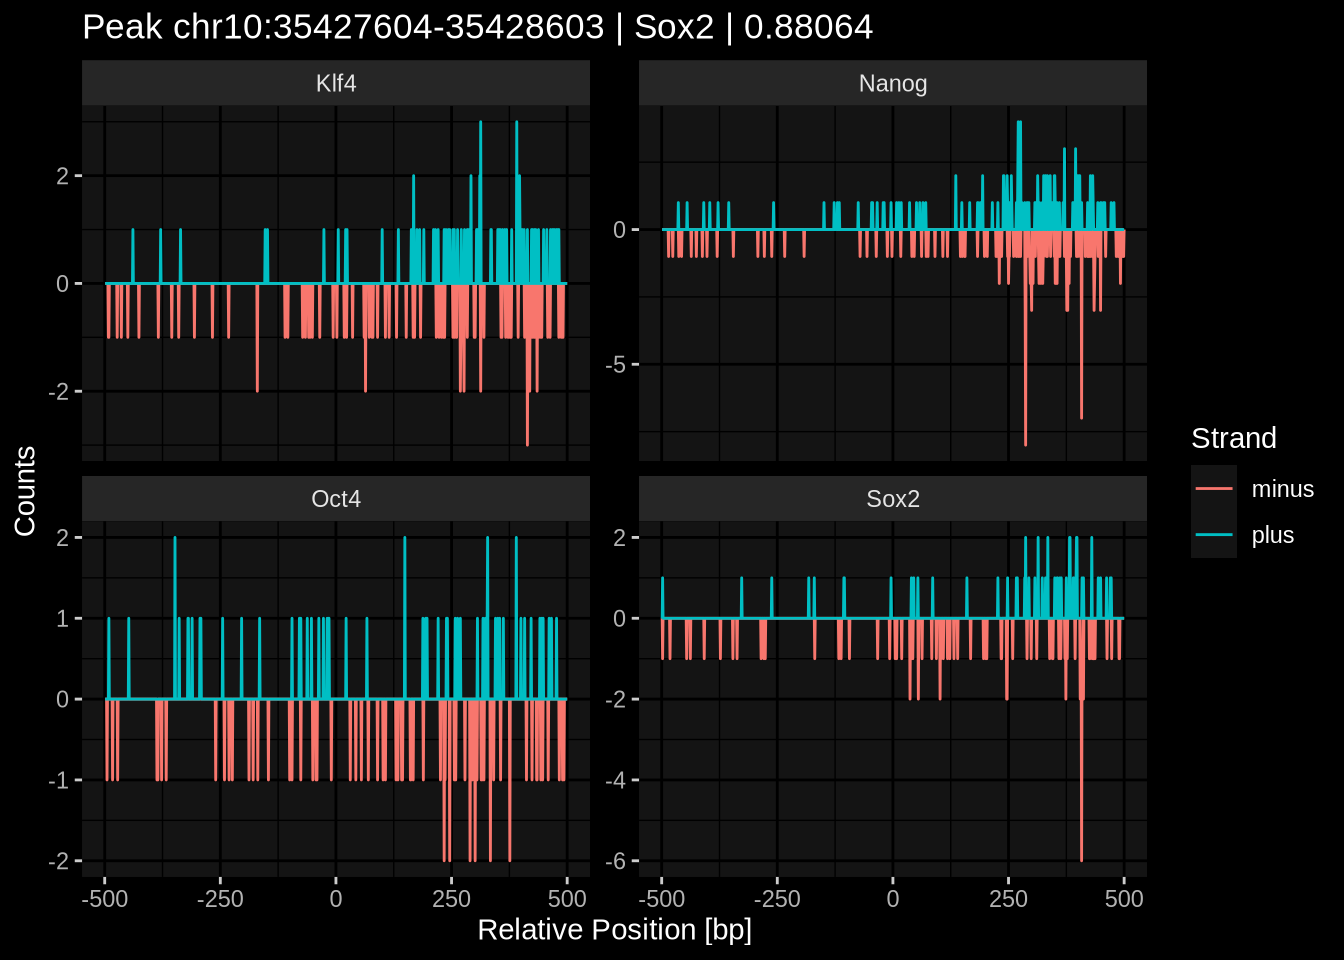 Peak chr10:35427604-35428603 | Sox2 | 0.88064
Klf4
Nanog
2
0
-2
0
-5
Counts
Oct4
Sox2
2
1
0
-1
-2
2
0
-2
-4
-6
-500 -250 0 250 500
-500 -250 0 250 500
Relative Position [bp]
Strand
minus
plus